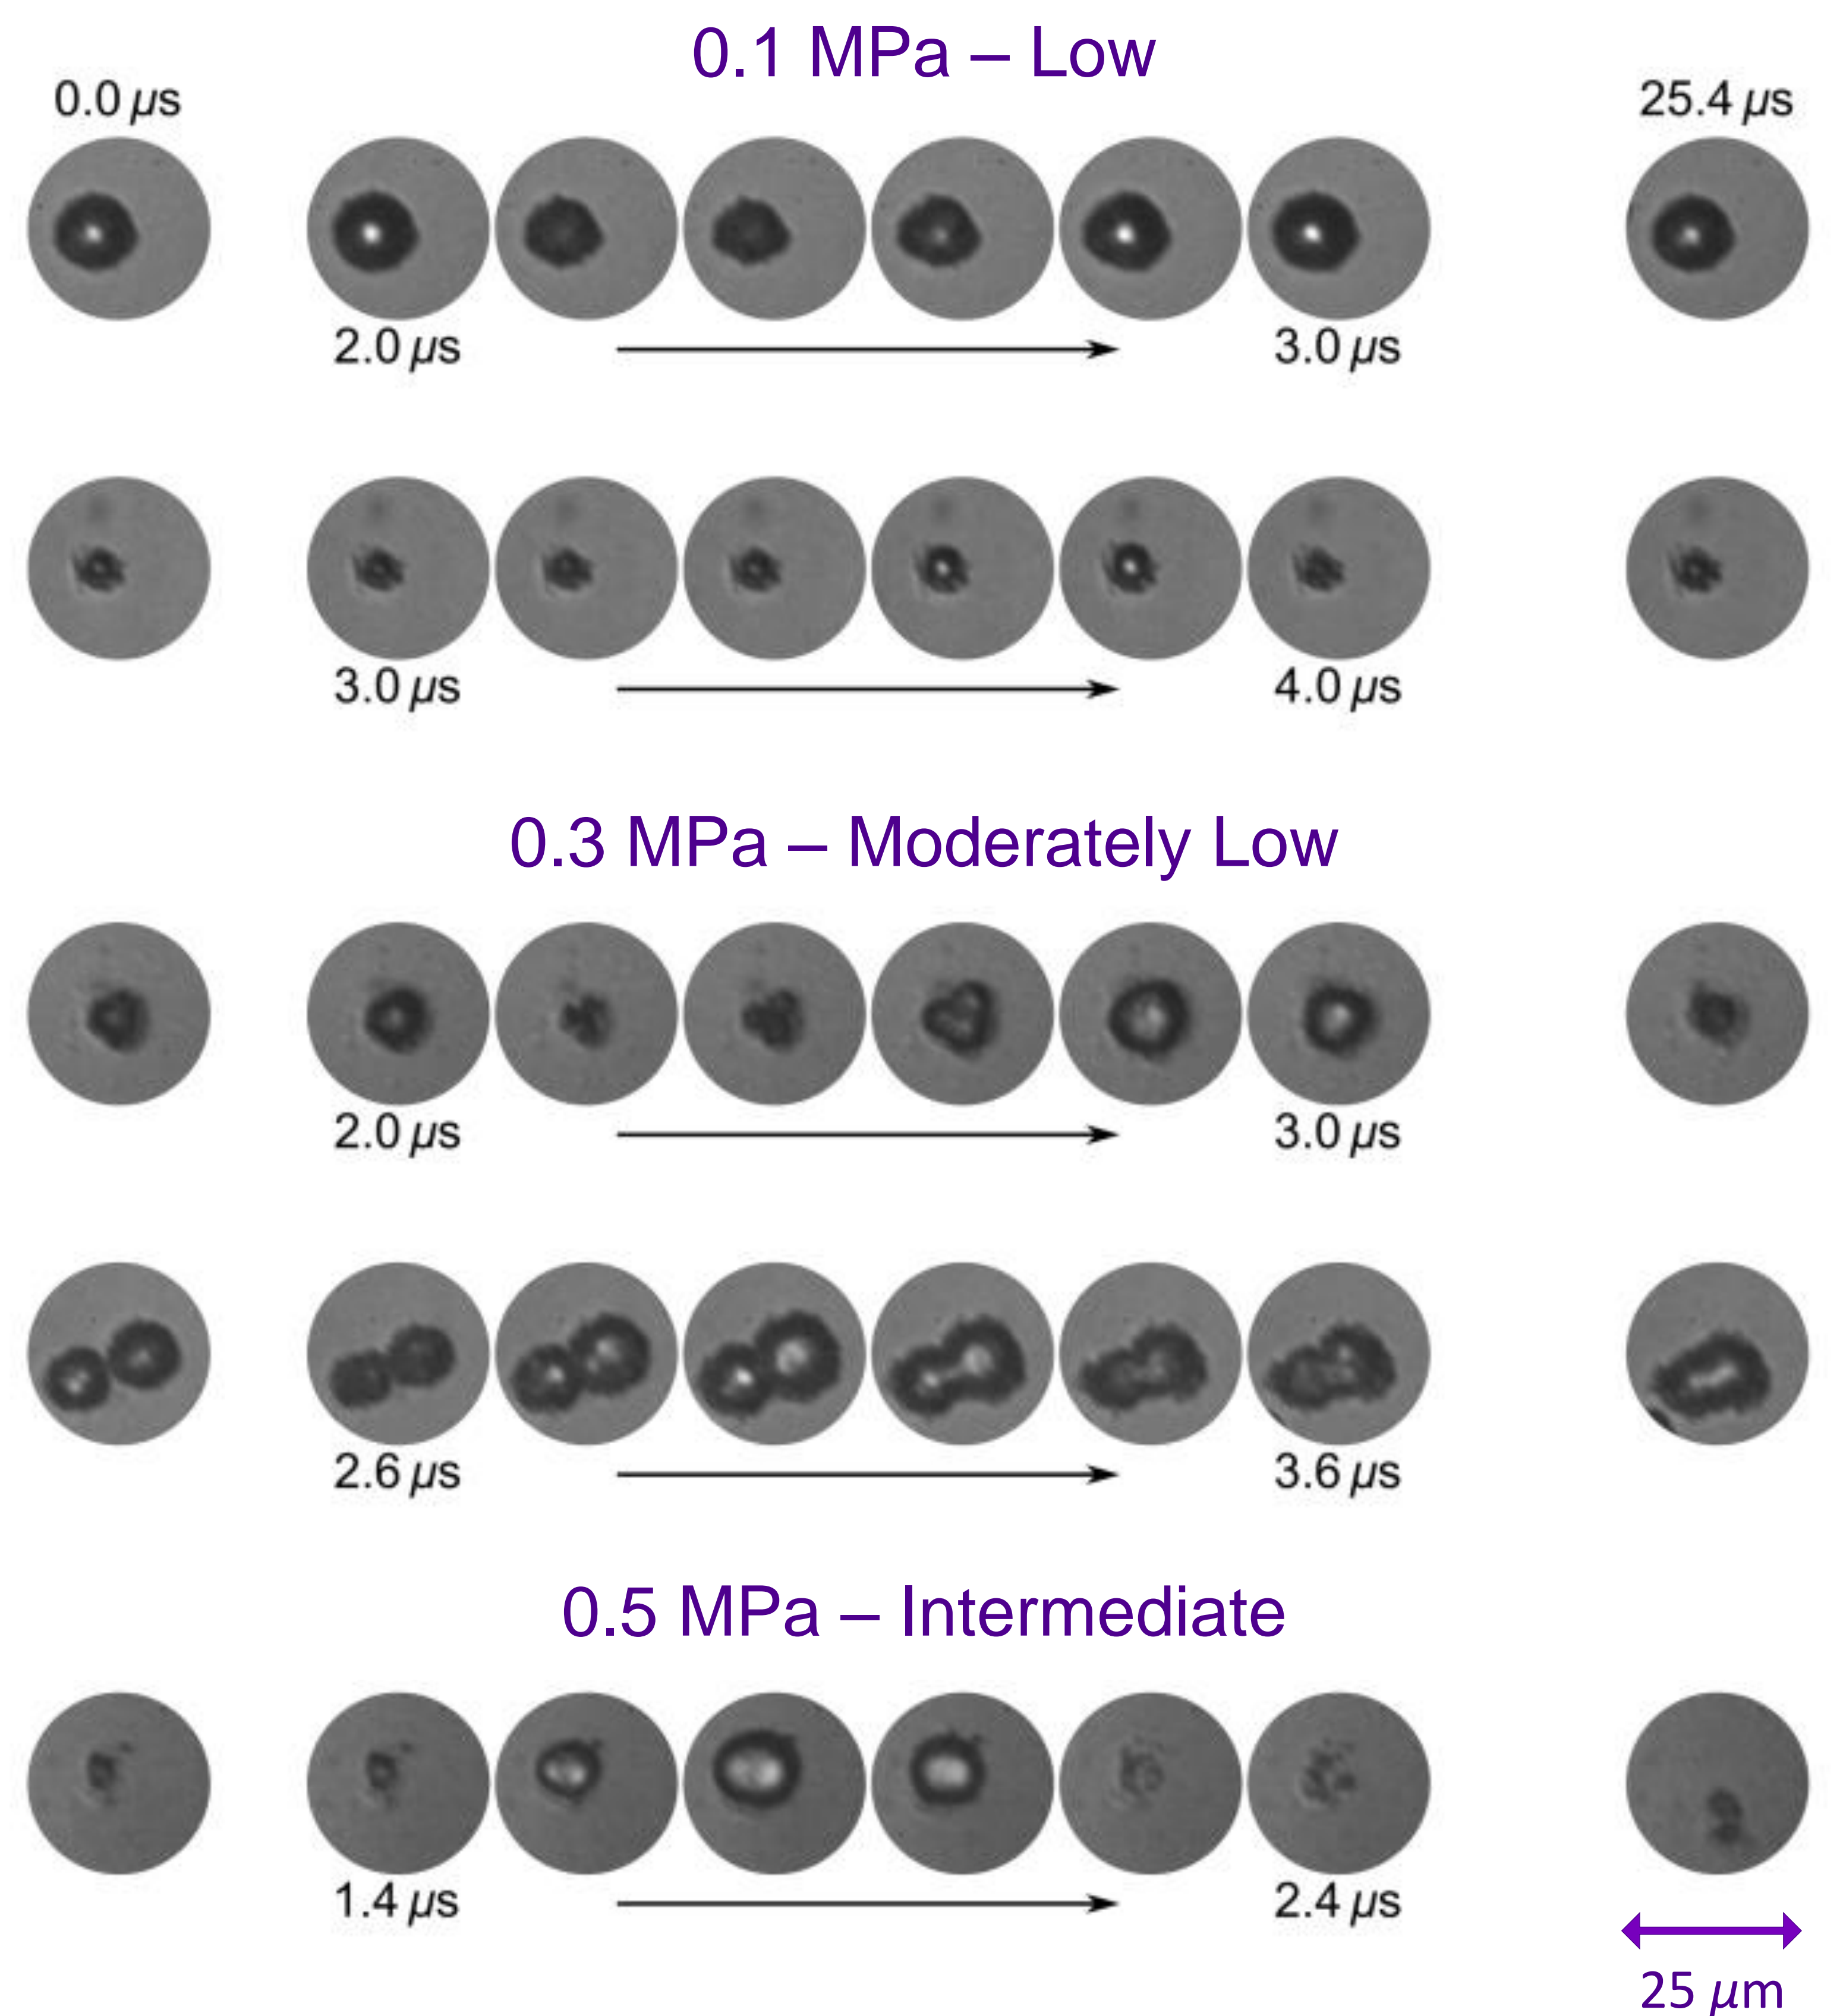 0.1 MPa – Low
0.0 µs 25.4 µs
2.0 µs 3.0 µs
3.0 µs 4.0 µs
0.3 MPa – Moderately Low
2.0 µs 3.0 µs
2.6 µs 3.6 µs
0.5 MPa – Intermediate
1.4 µs 2.4 µs
25 µm